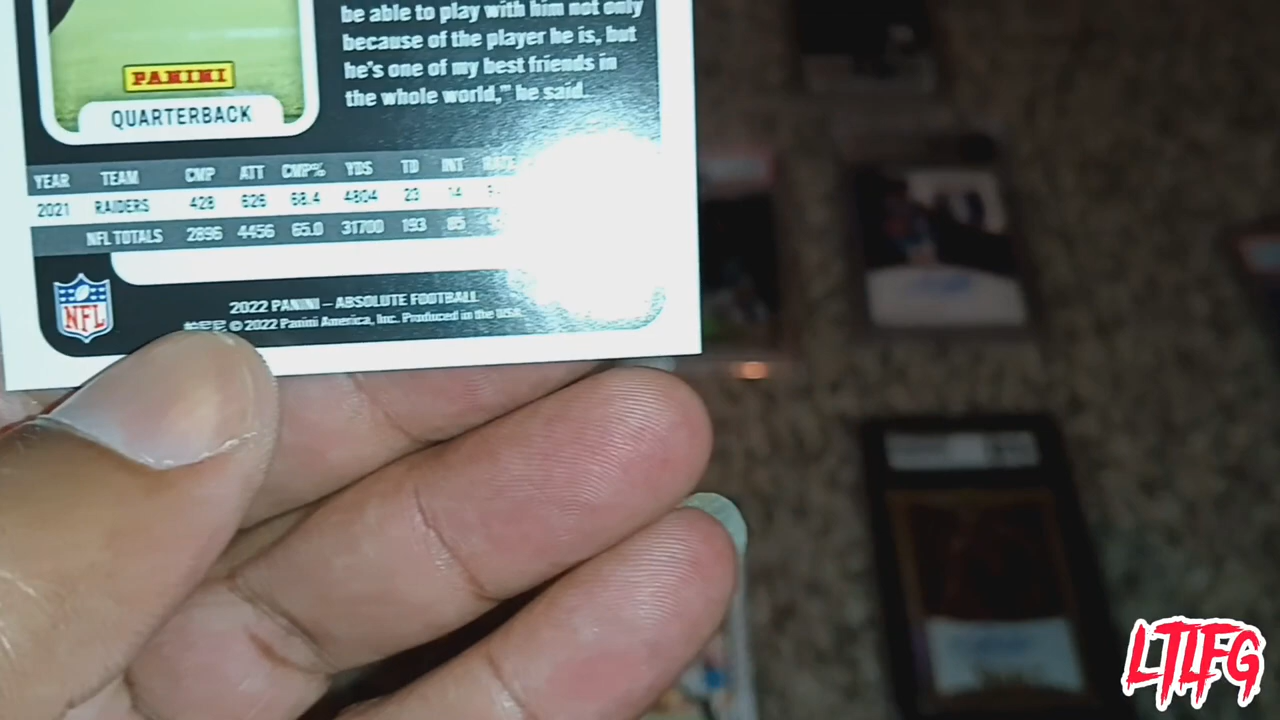 be able to play with him not only
because of the player he is, but
he's one of my best friends in
the whole world," he said.
PANINI
QUARTERBACK
YEAR TEAM CMP ATT CMP% YDS TD INT RATE
2021 RAIDERS 428 626 68.4 4804 23 14
NFL TOTALS 2896 4456 65.0 31700 193 85
NFL
2022 PANINI – ABSOLUTE FOOTBALL
© 2022 Panini America, Inc. Produced in the USA.
LTLFG